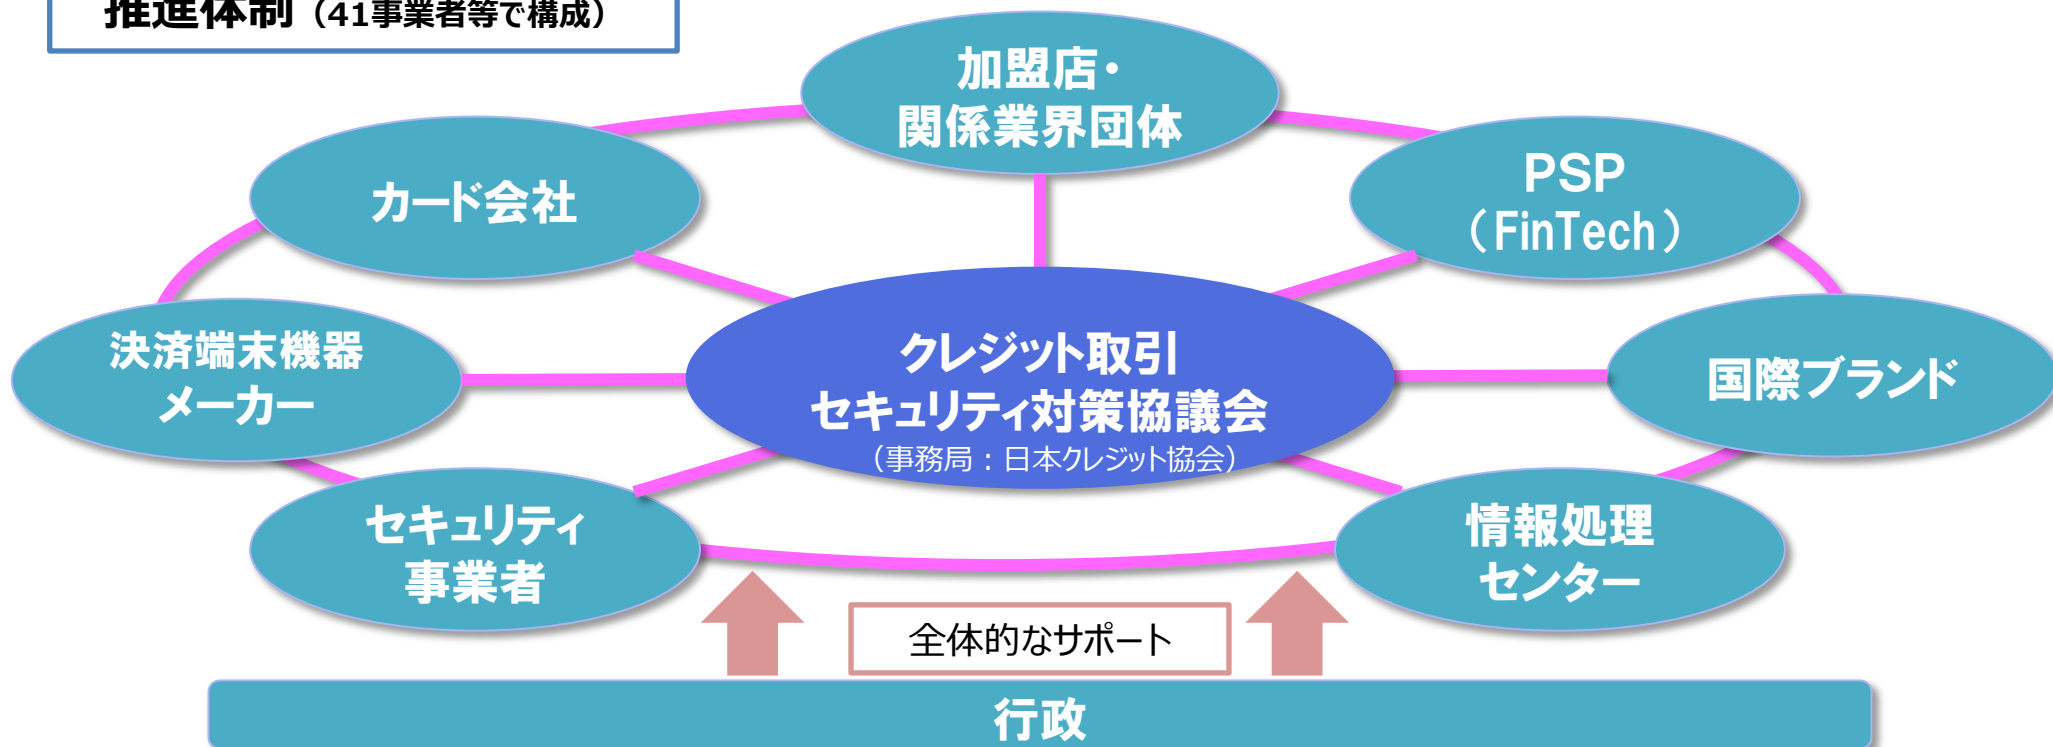 推進体制（41事業者等で構成）
加盟店・
関係業界団体
カード会社
PSP
（FinTech）
決済端末機器
メーカー
クレジット取引
セキュリティ対策協議会
（事務局：日本クレジット協会）
国際ブランド
セキュリティ
事業者
情報処理
センター
全体的なサポート
行政